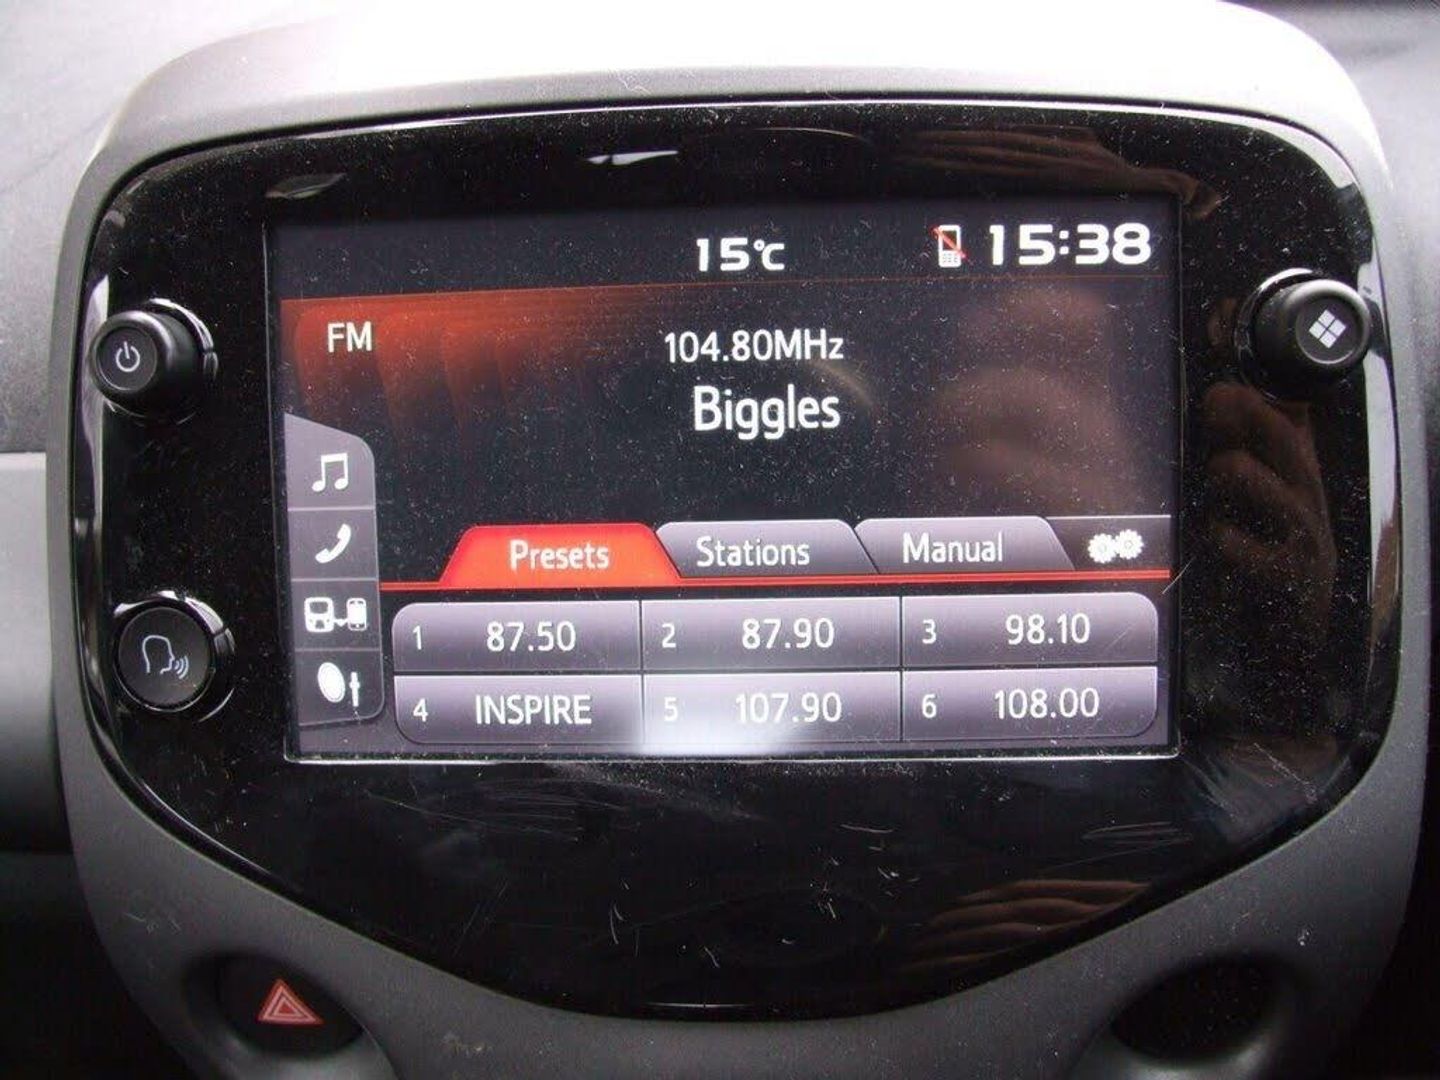 15°C 15:38
FM
104.80MHz
Biggles
Presets Stations Manual
1 87.50 2 87.90 3 98.10
4 INSPIRE 5 107.90 6 108.00